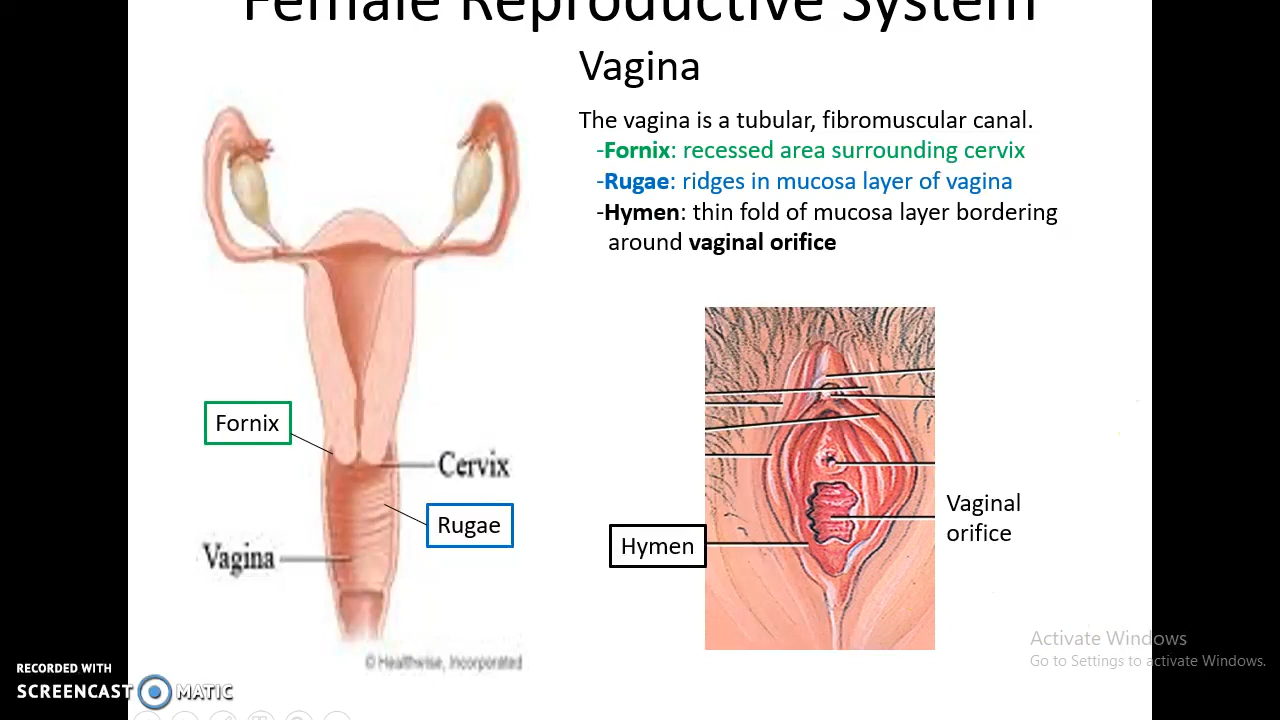 Female Reproductive System
Vagina
The vagina is a tubular, fibromuscular canal.
-Fornix: recessed area surrounding cervix
-Rugae: ridges in mucosa layer of vagina
-Hymen: thin fold of mucosa layer bordering
around vaginal orifice
Fornix
Cervix
Rugae
Vagina
Hymen
Vaginal
orifice
© Healthwise, Incorporated
Activate Windows
Go to Settings to activate Windows.
RECORDED WITH
SCREENCAST MATIC